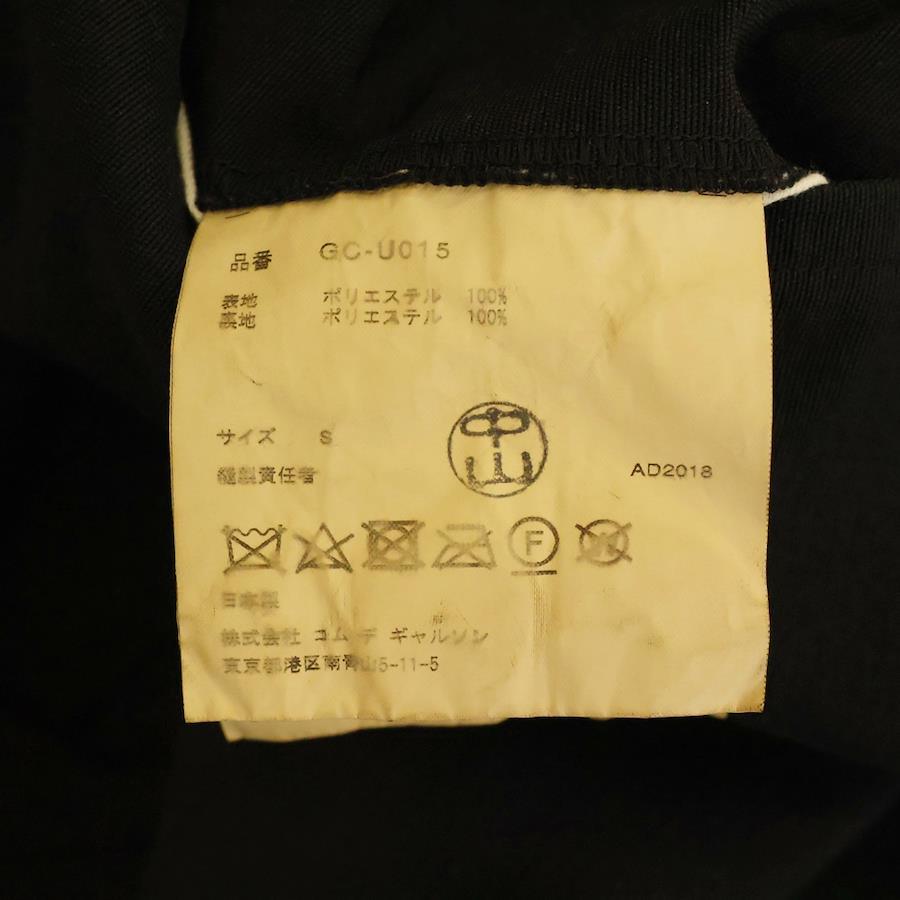 品番 GC-U015
表地 ポリエステル 100%
裏地 ポリエステル 100%
サイズ S
中山
縫製責任者
AD2018
F
W
日本製
株式会社 コム デ ギャルソン
東京都港区南青山5-11-5